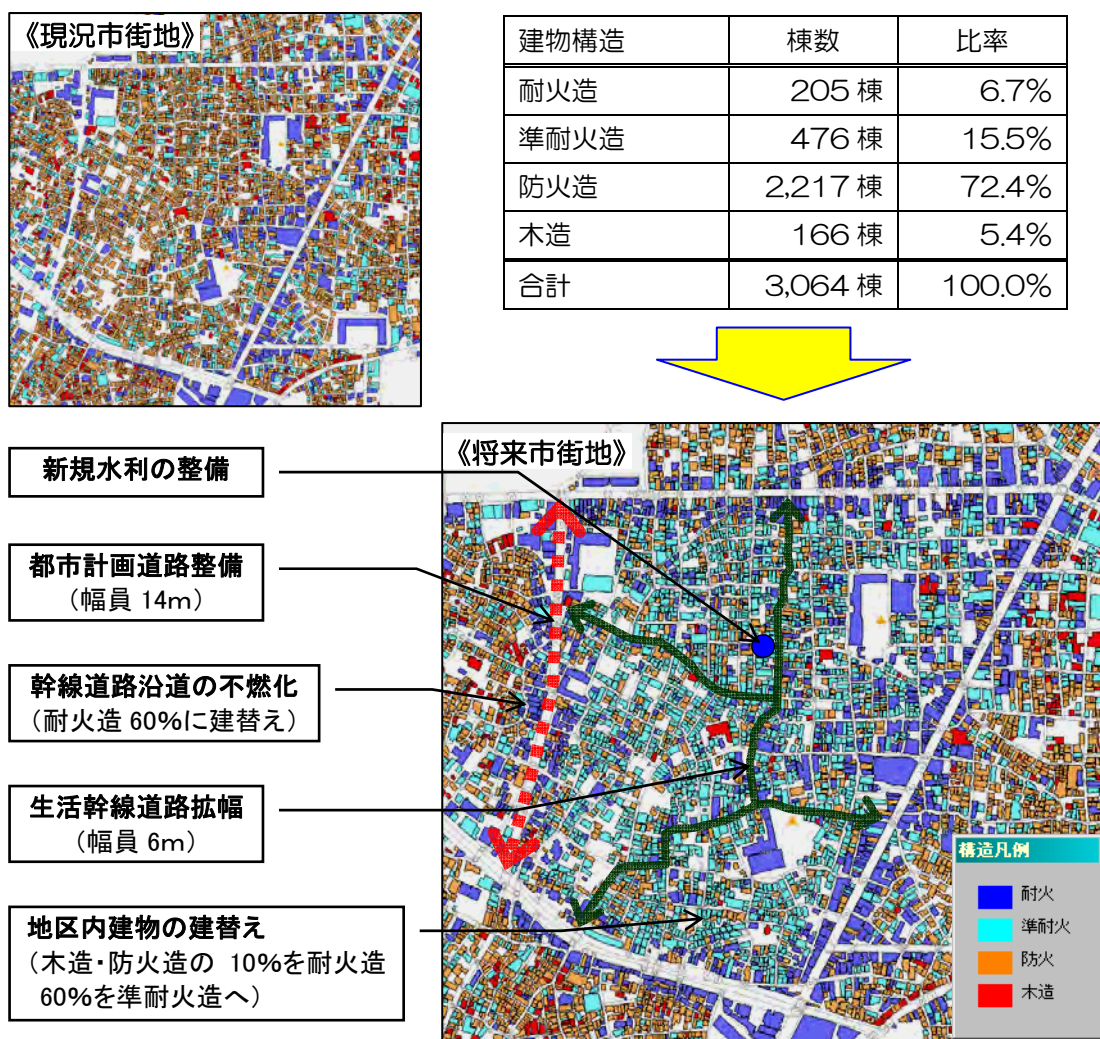 《現況市街地》
建物構造 棟数 比率
耐火造 205 棟 6.7%
準耐火造 476 棟 15.5%
防火造 2,217 棟 72.4%
木造 166 棟 5.4%
合計 3,064 棟 100.0%
《将来市街地》
新規水利の整備
都市計画道路整備
(幅員 14m)
幹線道路沿道の不燃化
(耐火造 60%に建替え)
生活幹線道路拡幅
(幅員 6m)
地区内建物の建替え
(木造・防火造の 10%を耐火造
60%を準耐火造へ)
構造凡例
耐火
準耐火
防火
木造